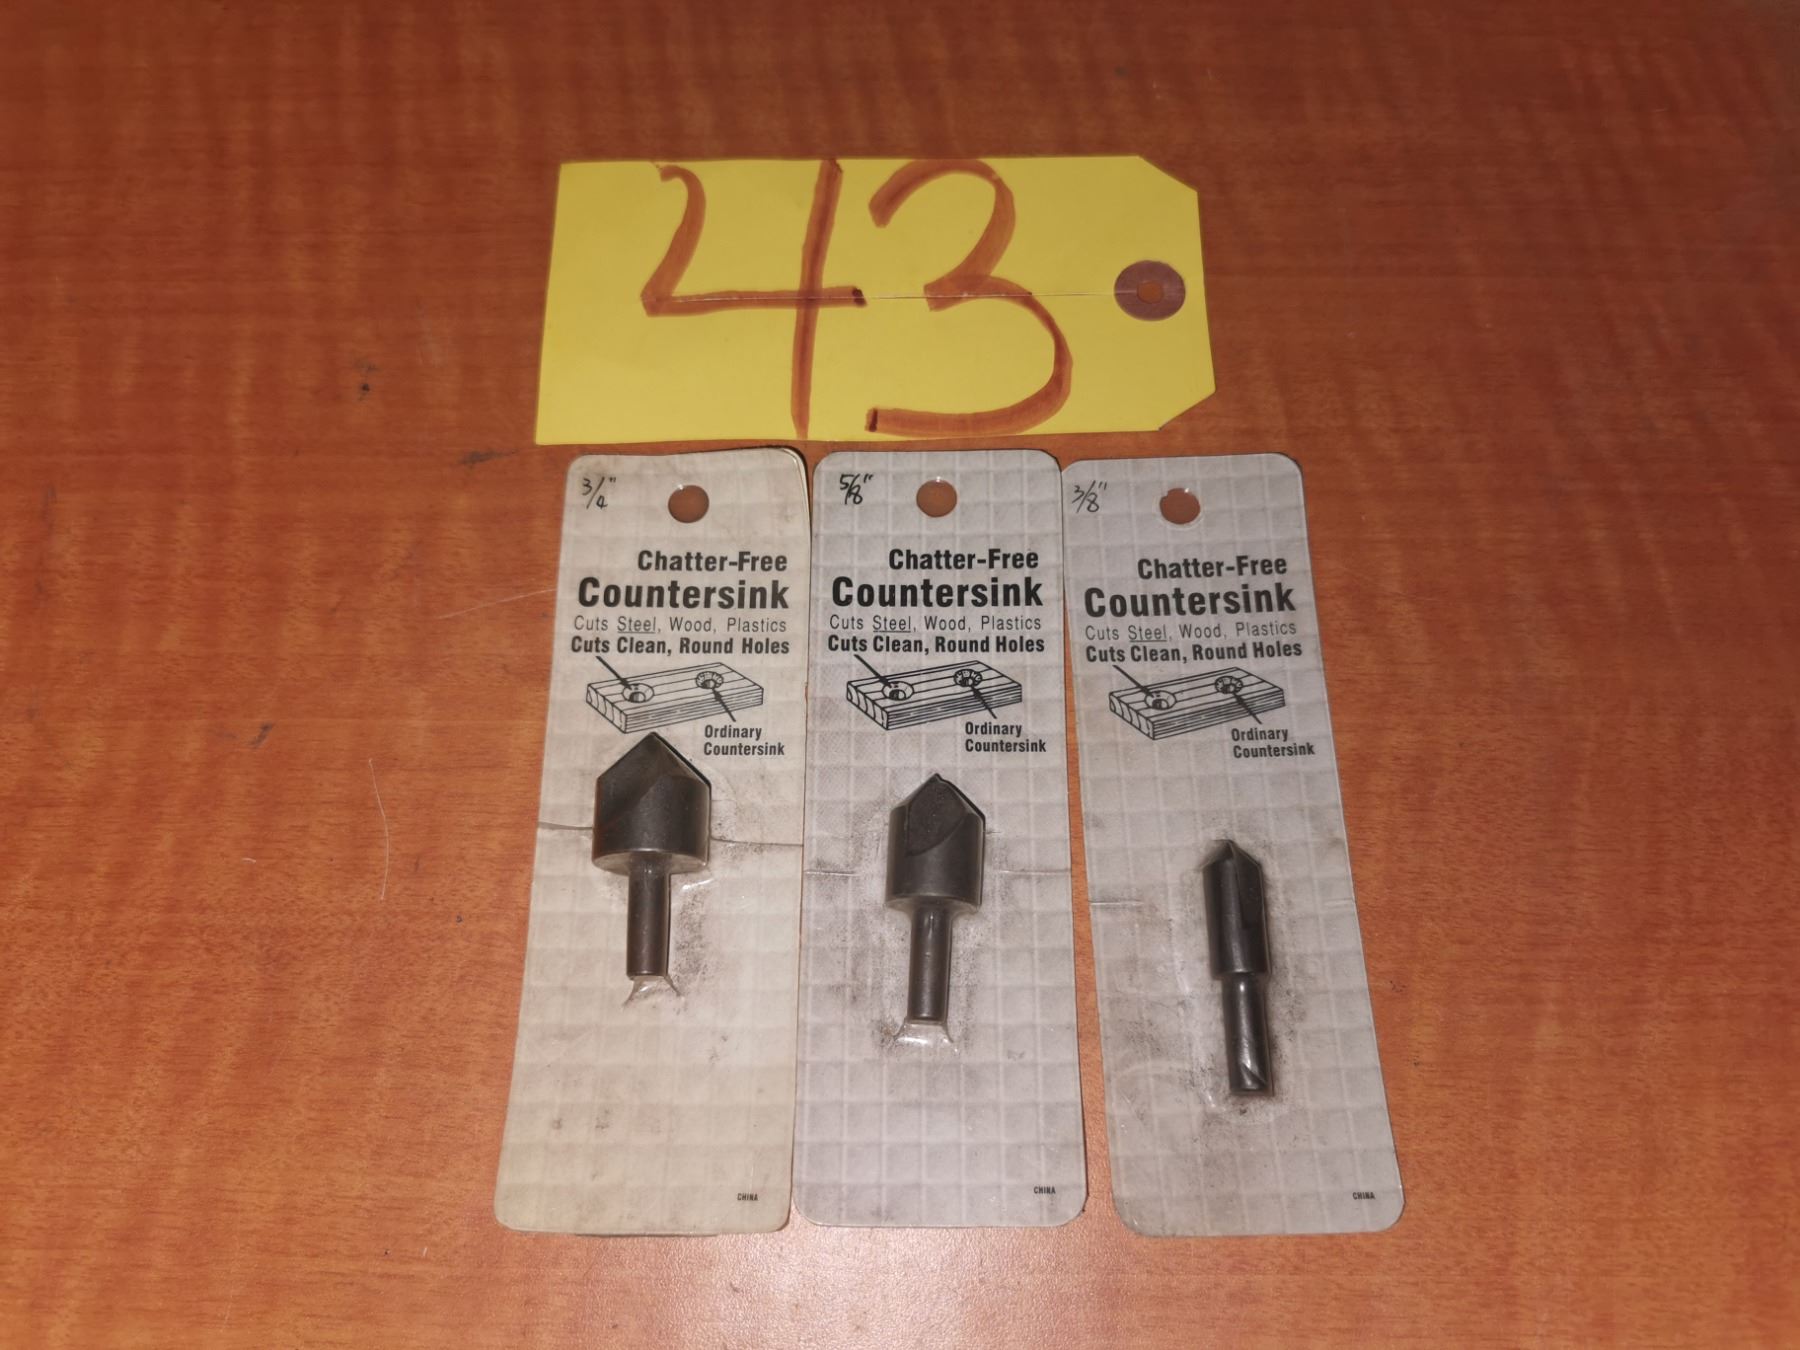 43
3/4"
Chatter-Free
Countersink
Cuts Steel, Wood, Plastics
Cuts Clean, Round Holes
Ordinary
Countersink
CHINA
5/8"
Chatter-Free
Countersink
Cuts Steel, Wood, Plastics
Cuts Clean, Round Holes
Ordinary
Countersink
CHINA
3/8"
Chatter-Free
Countersink
Cuts Steel, Wood, Plastics
Cuts Clean, Round Holes
Ordinary
Countersink
CHINA